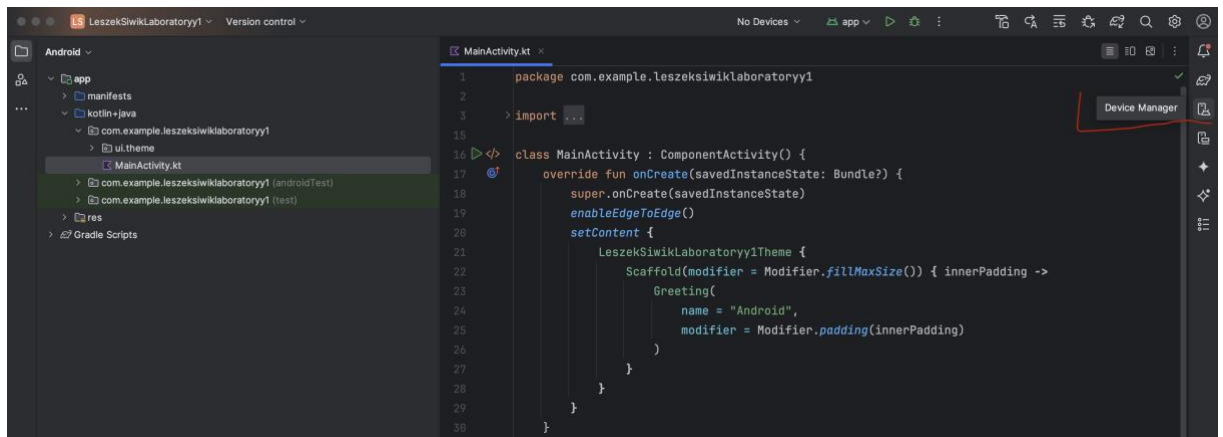 LS LeszekSiwikLaboratoryy1 Version control No Devices app
Android
app
manifests
kotlin+java
com.example.leszeksiwiklaboratoryy1
ui.theme
MainActivity.kt
com.example.leszeksiwiklaboratoryy1 (androidTest)
com.example.leszeksiwiklaboratoryy1 (test)
res
Gradle Scripts
MainActivity.kt
1 package com.example.leszeksiwiklaboratoryy1
2
3 import ...
15
16 class MainActivity : ComponentActivity() {
17 override fun onCreate(savedInstanceState: Bundle?) {
18 super.onCreate(savedInstanceState)
19 enableEdgeToEdge()
20 setContent {
21 LeszekSiwikLaboratoryy1Theme {
22 Scaffold(modifier = Modifier.fillMaxSize()) { innerPadding ->
23 Greeting(
24 name = "Android",
25 modifier = Modifier.padding(innerPadding)
26 )
27 }
28 }
29 }
30 }
Device Manager